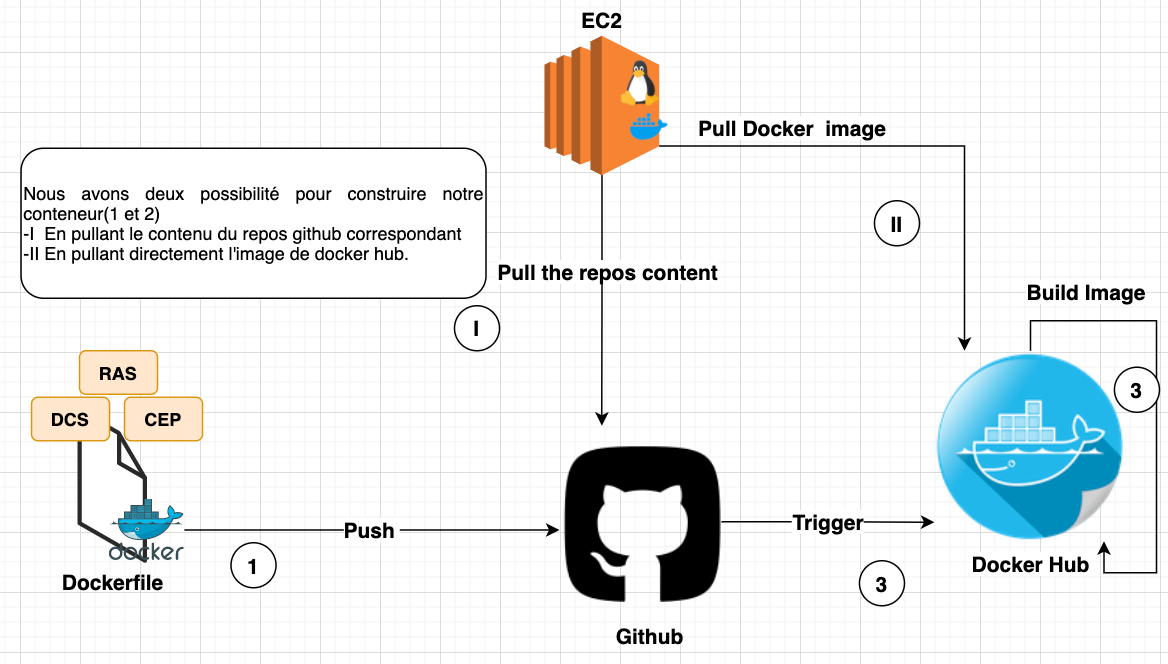 EC2
Pull Docker image
Nous avons deux possibilité pour construire notre
conteneur(1 et 2)
-I En pullant le contenu du repos github correspondant
-II En pullant directement l'image de docker hub.
II
Pull the repos content
Build Image
I
RAS
3
DCS
CEP
docker
Push
Trigger
1
Docker Hub
Dockerfile
3
Github